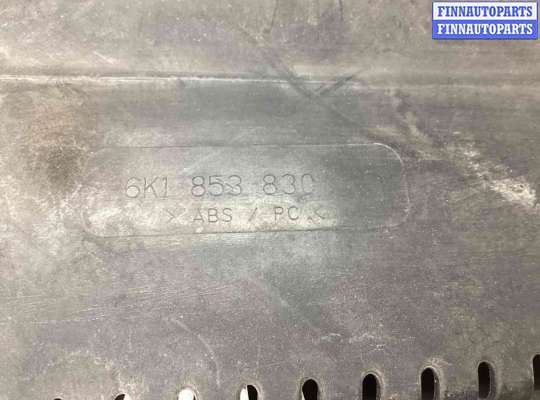 FINNAUTOPARTS
FINNAUTOPARTS
6K1 853 830
> ABS / PC <